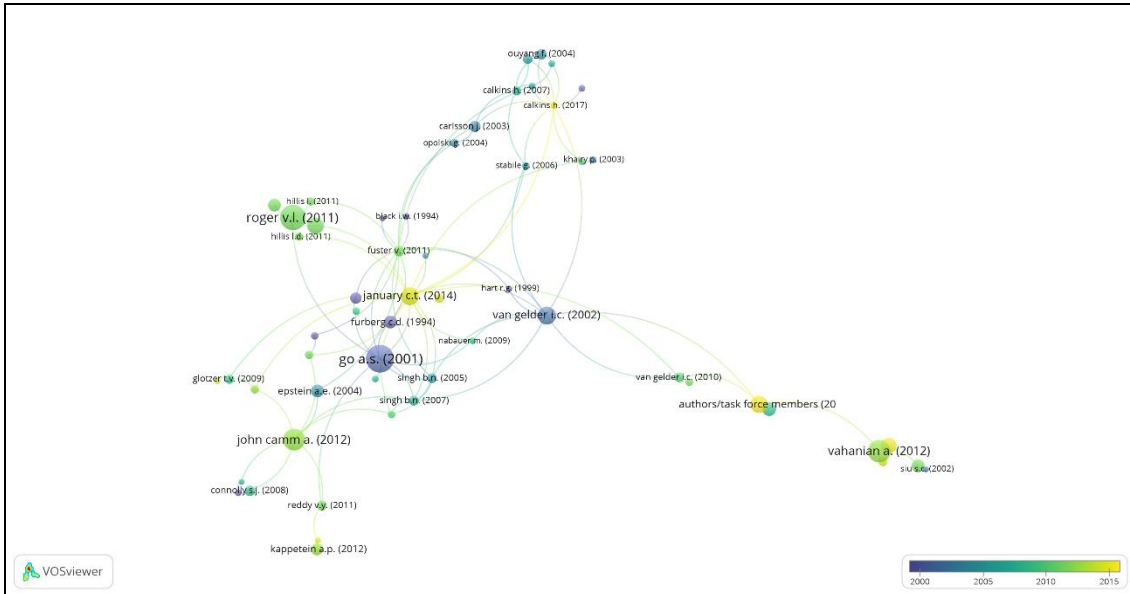 ouyang f. (2004)
calkins h. (2007)
calkins h. (2017)
carlsson j. (2003)
opolski g. (2004)
stabile g. (2006)
khairy p. (2003)
hillis l. (2011)
roger v.l. (2011)
black i.w. (1994)
hillis l.d. (2011)
fuster v. (2011)
hart r.g. (1999)
january c.t. (2014)
van gelder i.c. (2002)
furberg c.d. (1994)
nabauer m. (2009)
go a.s. (2001)
glotzer t.v. (2009)
singh b.n. (2005)
van gelder i.c. (2010)
epstein a.e. (2004)
singh b.n. (2007)
authors/task force members (20
john camm a. (2012)
vahanian a. (2012)
siu s.c. (2002)
connolly s.j. (2008)
reddy v.y. (2011)
kappetein a.p. (2012)
VOSviewer
2000 2005 2010 2015